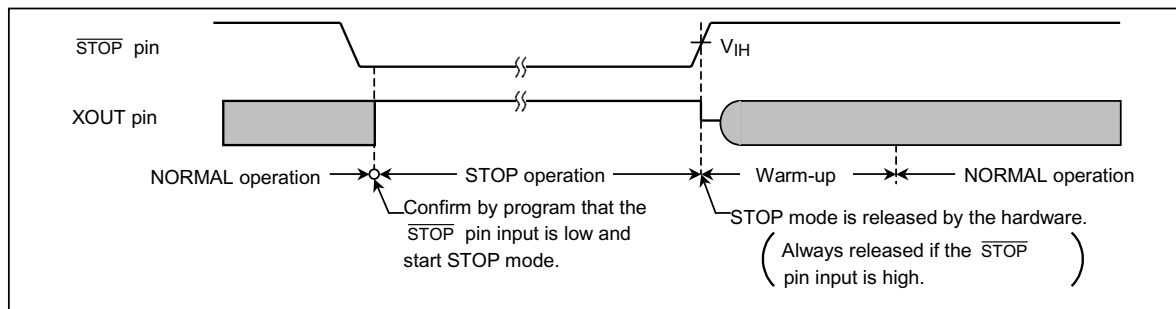 STOP pin
VIH
XOUT pin
NORMAL operation
STOP operation
Warm-up
NORMAL operation
Confirm by program that the
STOP pin input is low and
start STOP mode.
STOP mode is released by the hardware.
( Always released if the STOP
pin input is high. )